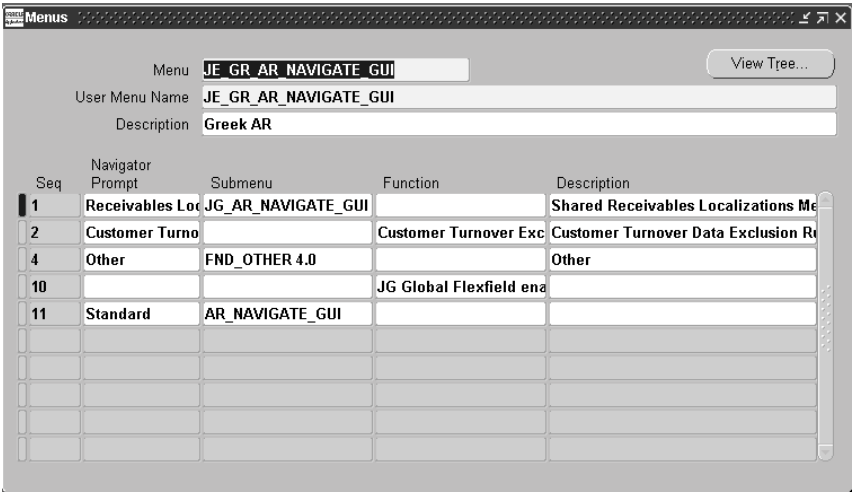 Menus
Menu JE_GR_AR_NAVIGATE_GUI View Tree...
User Menu Name JE_GR_AR_NAVIGATE_GUI
Description Greek AR
Navigator
Seq Prompt Submenu Function Description
1 Receivables Loc JG_AR_NAVIGATE_GUI Shared Receivables Localizations Me
2 Customer Turno Customer Turnover Exc Customer Turnover Data Exclusion Ru
4 Other FND_OTHER 4.0 Other
10 JG Global Flexfield ena
11 Standard AR_NAVIGATE_GUI